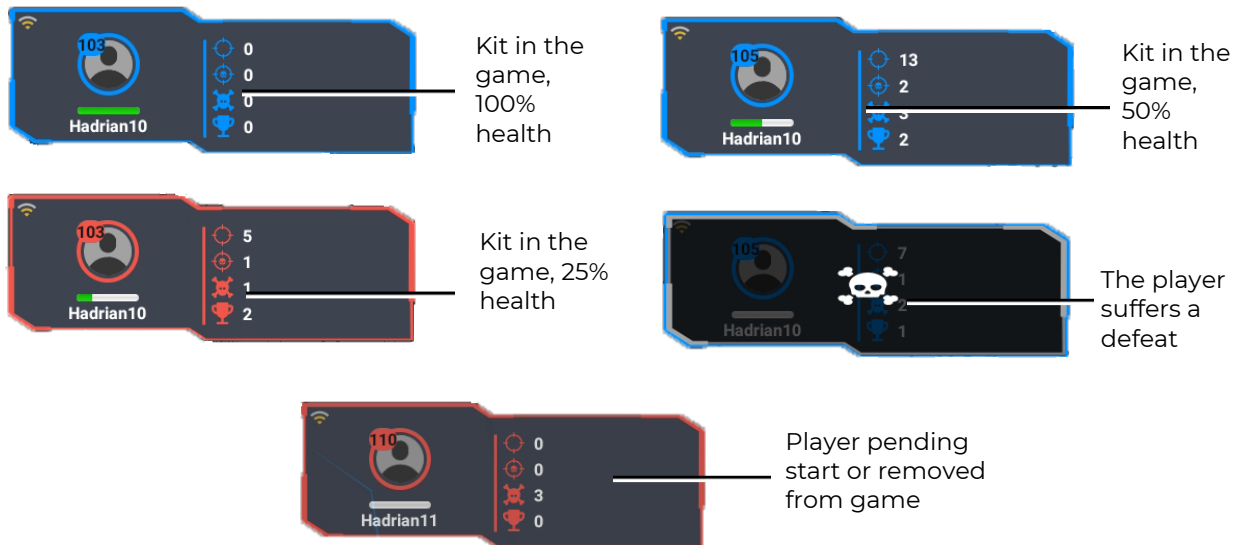 103
0
0
0
0
Hadrian10
Kit in the
game,
100%
health
105
13
2
3
2
Hadrian10
Kit in the
game,
50%
health
103
5
1
1
2
Hadrian10
Kit in the
game, 25%
health
105
7
1
2
1
Hadrian10
The player
suffers a
defeat
110
0
0
3
0
Hadrian11
Player pending
start or removed
from game